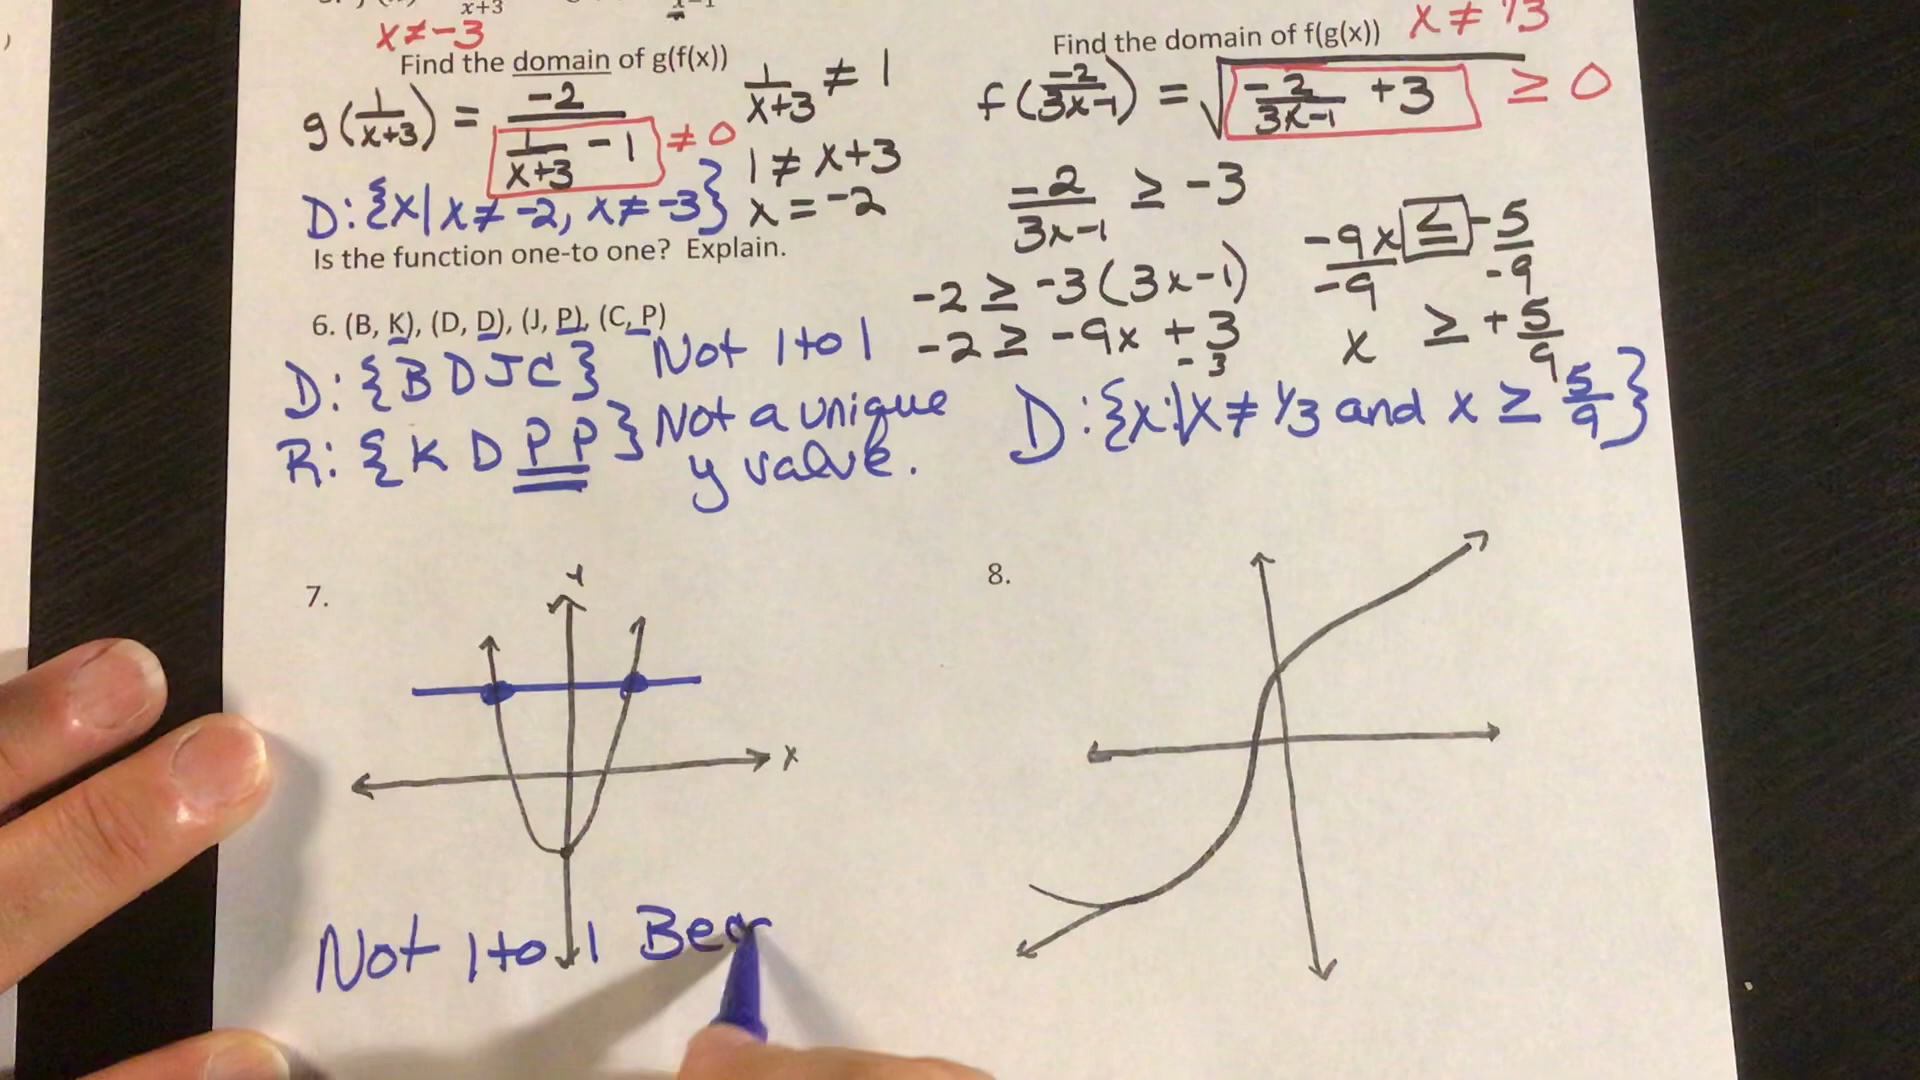 x+3
x≠-3
Find the domain of g(f(x))
g(1/x+3) = -2 / (1/x+3 - 1) ≠ 0
1/x+3 ≠ 1
1 ≠ x+3
x = -2
D: {x| x≠-2, x≠-3}
Is the function one-to one? Explain.
6. (B, K), (D, D), (J, P), (C, P)
D: {B D J C}
R: {K D P P}
Not 1 to 1
Not a unique
y value.
x ≠ 1/3
Find the domain of f(g(x))
f(-2/3x-1) = √(-2/3x-1 +3) ≥ 0
-2/3x-1 ≥ -3
-2 ≥ -3(3x-1)
-2 ≥ -9x +3
-3
-9x/-9 ≤ -5/-9
x ≥ +5/9
D: {x:|x ≠ 1/3 and x ≥ 5/9}
7.
x
Not 1 to 1
8.